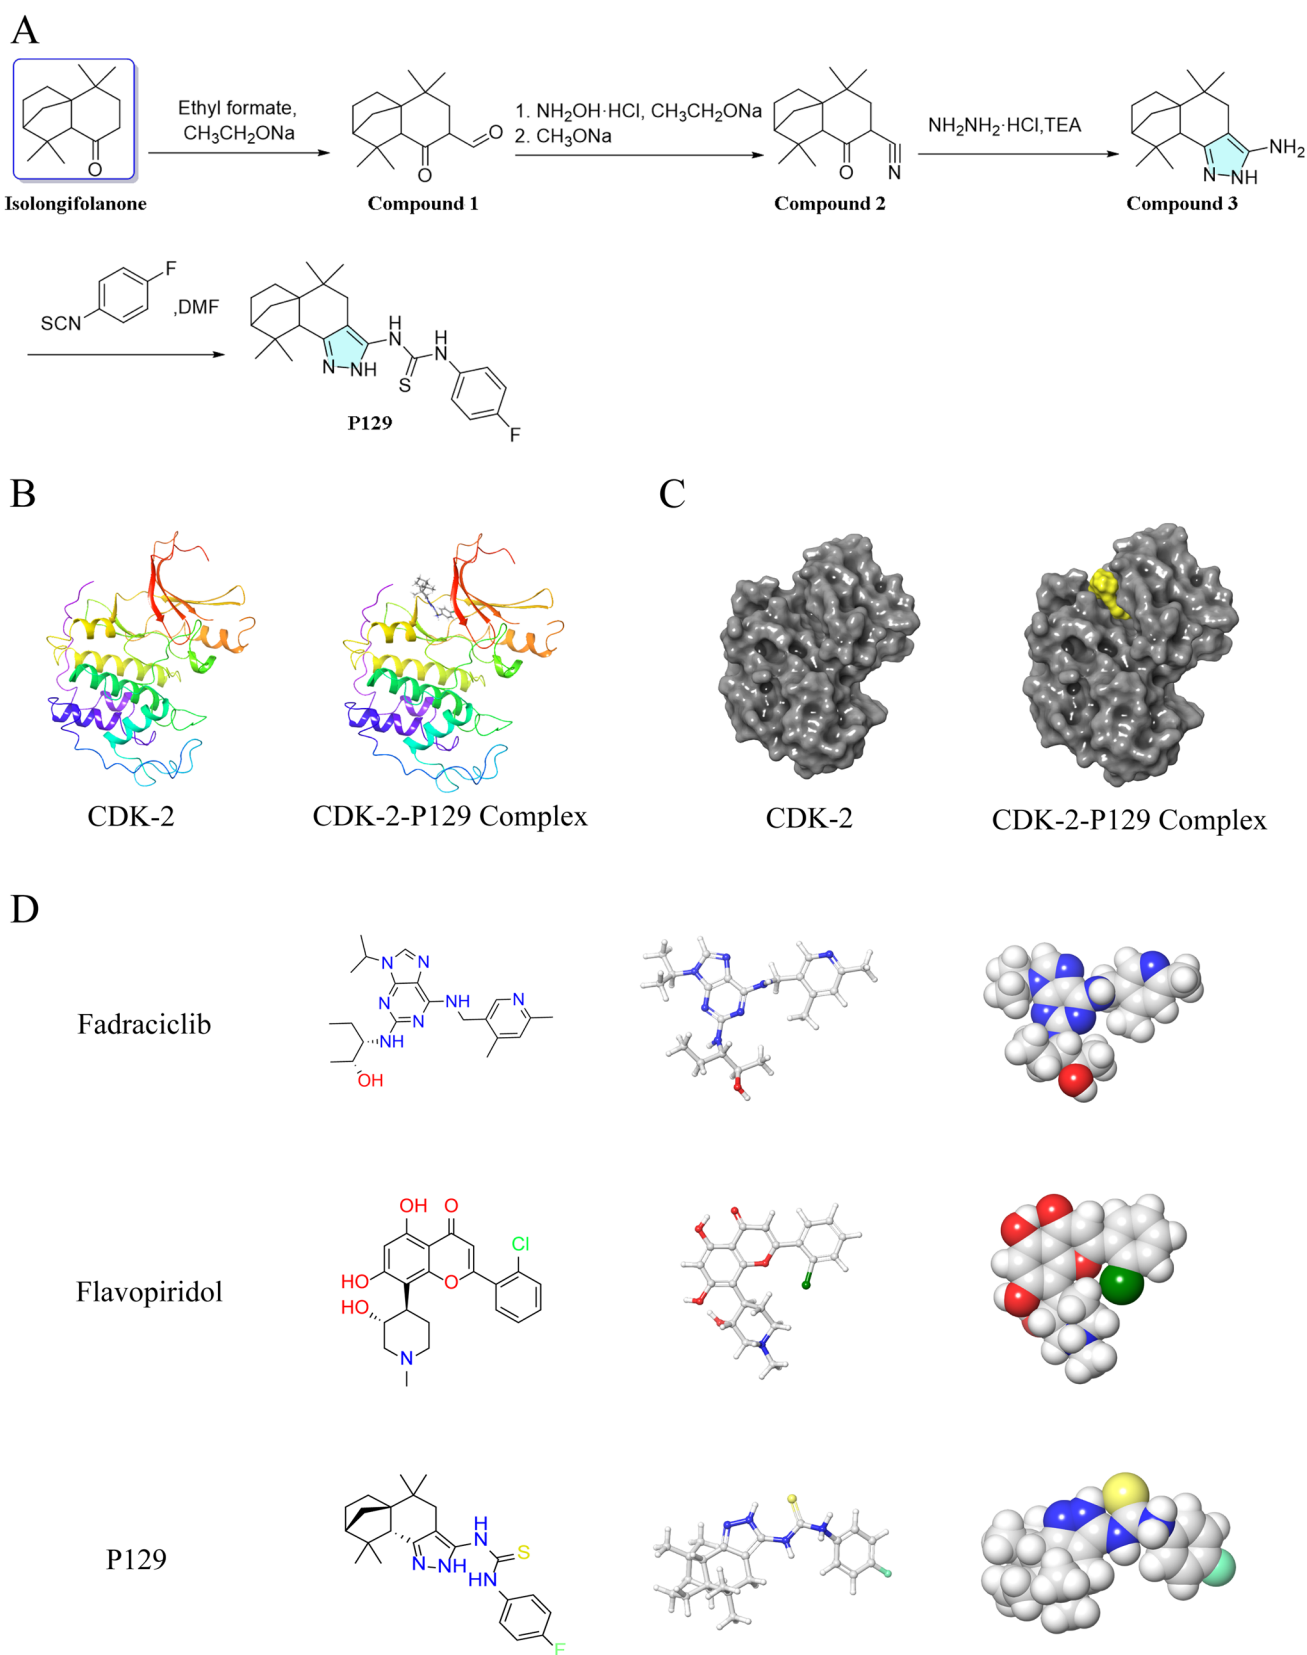 A
Ethyl formate,
CH₃CH₂ONa
1. NH₂OH·HCl, CH₃CH₂ONa
2. CH₃ONa
NH₂NH₂·HCl,TEA
O
O
O
O
N
N
NH
NH₂
Isolongifolanone
Compound 1
Compound 2
Compound 3
F
SCN
,DMF
H
N
H
N
N
NH
S
F
P129
B
C
CDK-2
CDK-2-P129 Complex
CDK-2
CDK-2-P129 Complex
D
Fadraciclib
N
N
N
N
NH
N
NH
OH
Flavopiridol
OH
O
Cl
HO
O
HO
N
P129
H
N
S
N
NH
HN
F